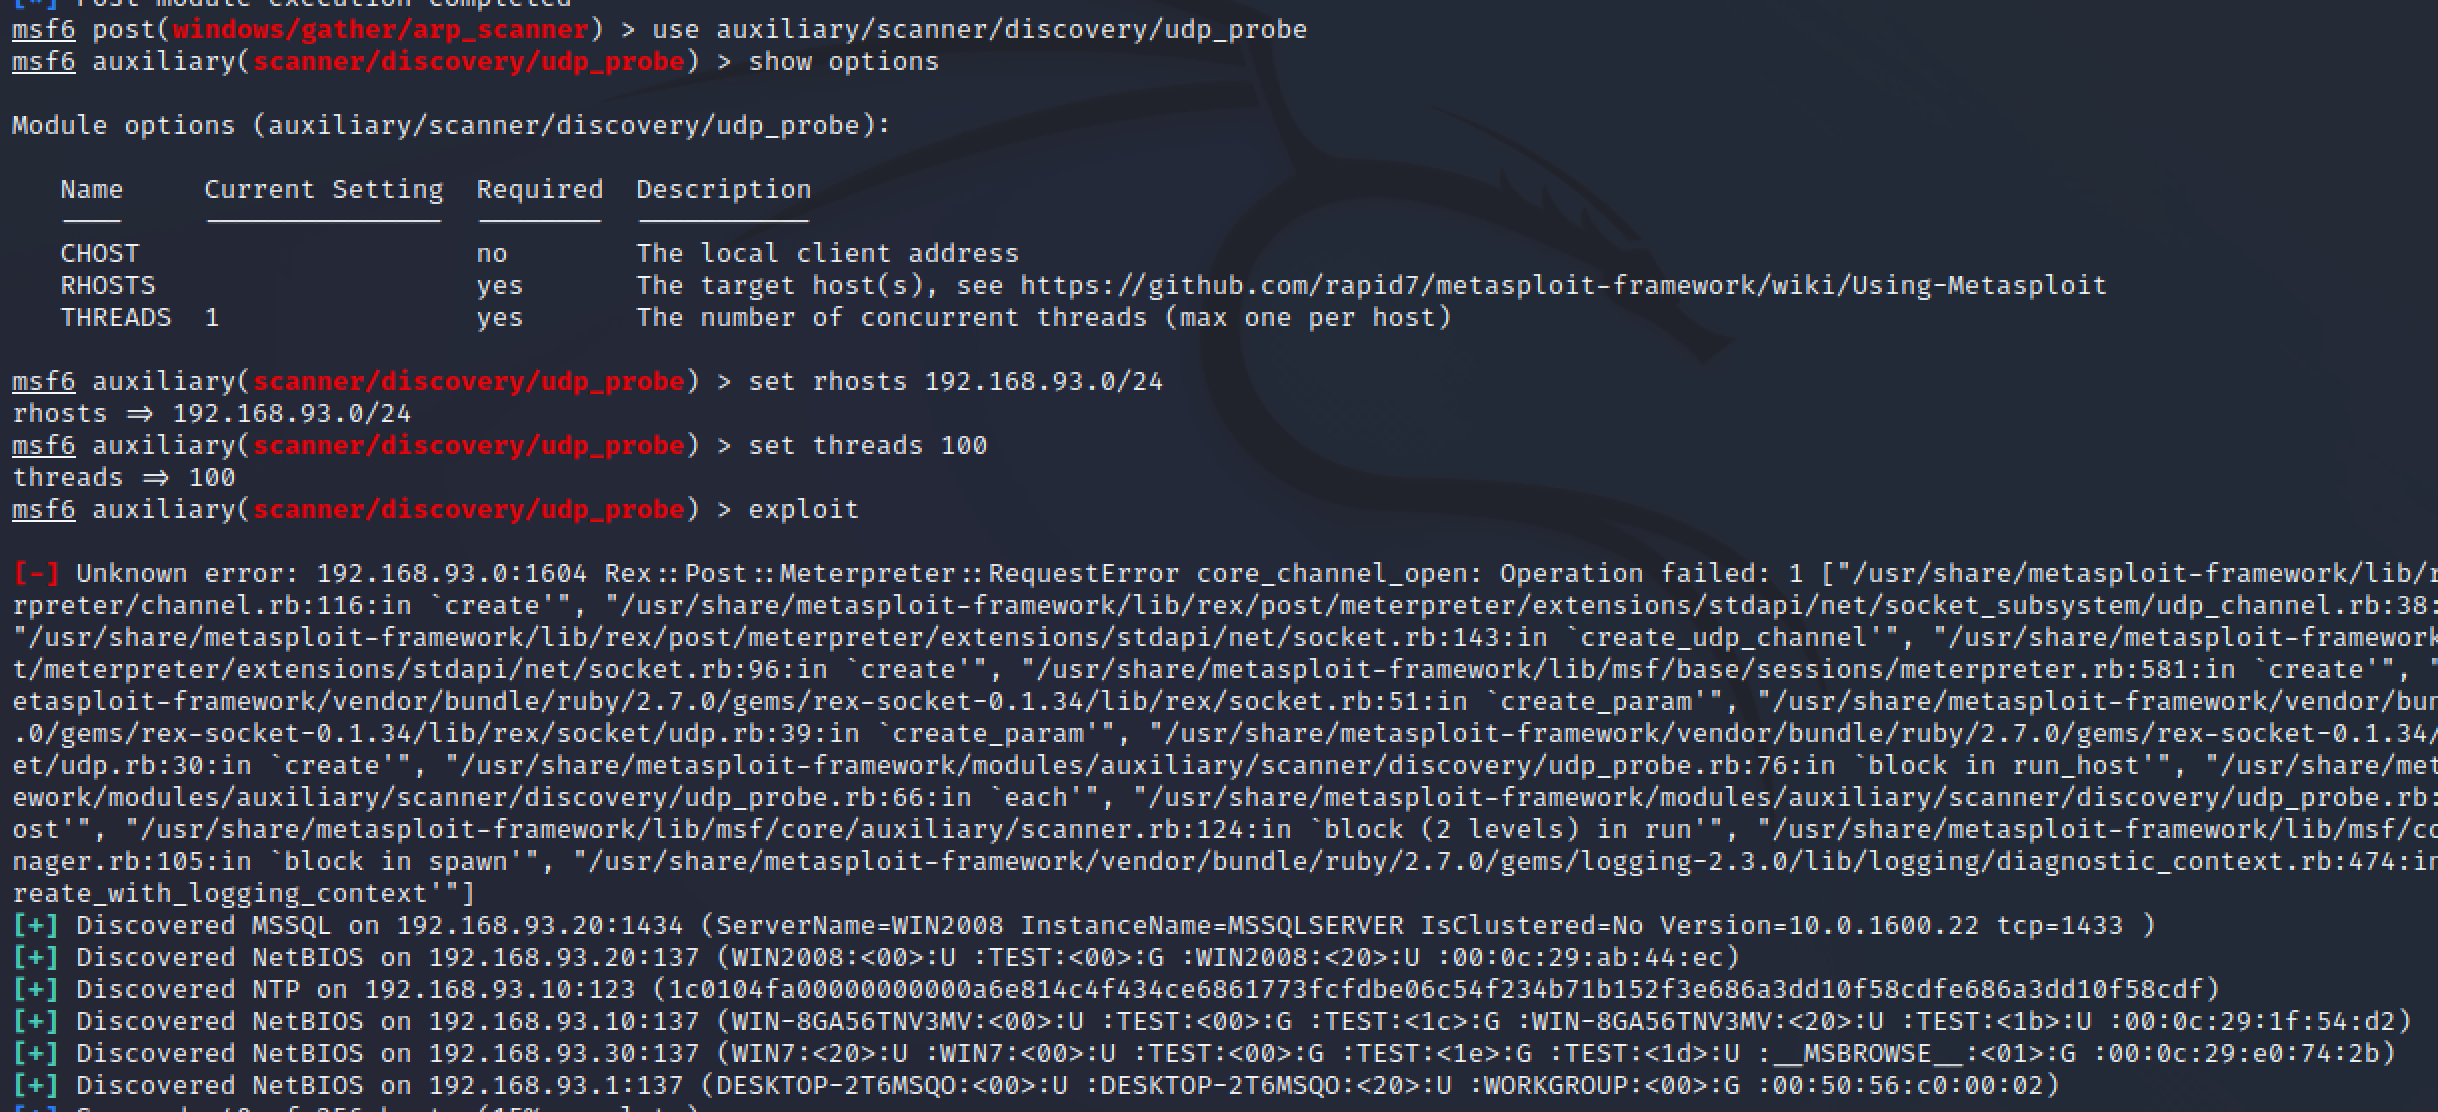 [*] Post module execution completed
msf6 post(windows/gather/arp_scanner) > use auxiliary/scanner/discovery/udp_probe
msf6 auxiliary(scanner/discovery/udp_probe) > show options
Module options (auxiliary/scanner/discovery/udp_probe):
Name Current Setting Required Description
CHOST no The local client address
RHOSTS yes The target host(s), see https://github.com/rapid7/metasploit-framework/wiki/Using-Metasploit
THREADS 1 yes The number of concurrent threads (max one per host)
msf6 auxiliary(scanner/discovery/udp_probe) > set rhosts 192.168.93.0/24
rhosts ⇒ 192.168.93.0/24
msf6 auxiliary(scanner/discovery/udp_probe) > set threads 100
threads ⇒ 100
msf6 auxiliary(scanner/discovery/udp_probe) > exploit
[-] Unknown error: 192.168.93.0:1604 Rex::Post::Meterpreter::RequestError core_channel_open: Operation failed: 1 ["/usr/share/metasploit-framework/lib/r
rpreter/channel.rb:116:in `create'", "/usr/share/metasploit-framework/lib/rex/post/meterpreter/extensions/stdapi/net/socket_subsystem/udp_channel.rb:38:
"/usr/share/metasploit-framework/lib/rex/post/meterpreter/extensions/stdapi/net/socket.rb:143:in `create_udp_channel'", "/usr/share/metasploit-framework
t/meterpreter/extensions/stdapi/net/socket.rb:96:in `create'", "/usr/share/metasploit-framework/lib/msf/base/sessions/meterpreter.rb:581:in `create'", "
etasploit-framework/vendor/bundle/ruby/2.7.0/gems/rex-socket-0.1.34/lib/rex/socket.rb:51:in `create_param'", "/usr/share/metasploit-framework/vendor/bun
.0/gems/rex-socket-0.1.34/lib/rex/socket/udp.rb:39:in `create_param'", "/usr/share/metasploit-framework/vendor/bundle/ruby/2.7.0/gems/rex-socket-0.1.34/
et/udp.rb:30:in `create'", "/usr/share/metasploit-framework/modules/auxiliary/scanner/discovery/udp_probe.rb:76:in `block in run_host'", "/usr/share/met
ework/modules/auxiliary/scanner/discovery/udp_probe.rb:66:in `each'", "/usr/share/metasploit-framework/modules/auxiliary/scanner/discovery/udp_probe.rb:
ost'", "/usr/share/metasploit-framework/lib/msf/core/auxiliary/scanner.rb:124:in `block (2 levels) in run'", "/usr/share/metasploit-framework/lib/msf/co
nager.rb:105:in `block in spawn'", "/usr/share/metasploit-framework/vendor/bundle/ruby/2.7.0/gems/logging-2.3.0/lib/logging/diagnostic_context.rb:474:in
reate_with_logging_context'"]
[+] Discovered MSSQL on 192.168.93.20:1434 (ServerName=WIN2008 InstanceName=MSSQLSERVER IsClustered=No Version=10.0.1600.22 tcp=1433 )
[+] Discovered NetBIOS on 192.168.93.20:137 (WIN2008:<00>:U :TEST:<00>:G :WIN2008:<20>:U :00:0c:29:ab:44:ec)
[+] Discovered NTP on 192.168.93.10:123 (1c0104fa00000000000a6e814c4f434ce6861773fcfdbe06c54f234b71b152f3e686a3dd10f58cdfe686a3dd10f58cdf)
[+] Discovered NetBIOS on 192.168.93.10:137 (WIN-8GA56TNV3MV:<00>:U :TEST:<00>:G :TEST:<1c>:G :WIN-8GA56TNV3MV:<20>:U :TEST:<1b>:U :00:0c:29:1f:54:d2)
[+] Discovered NetBIOS on 192.168.93.30:137 (WIN7:<20>:U :WIN7:<00>:U :TEST:<00>:G :TEST:<1e>:G :TEST:<1d>:U :__MSBROWSE__:<01>:G :00:0c:29:e0:74:2b)
[+] Discovered NetBIOS on 192.168.93.1:137 (DESKTOP-2T6MSQO:<00>:U :DESKTOP-2T6MSQO:<20>:U :WORKGROUP:<00>:G :00:50:56:c0:00:02)